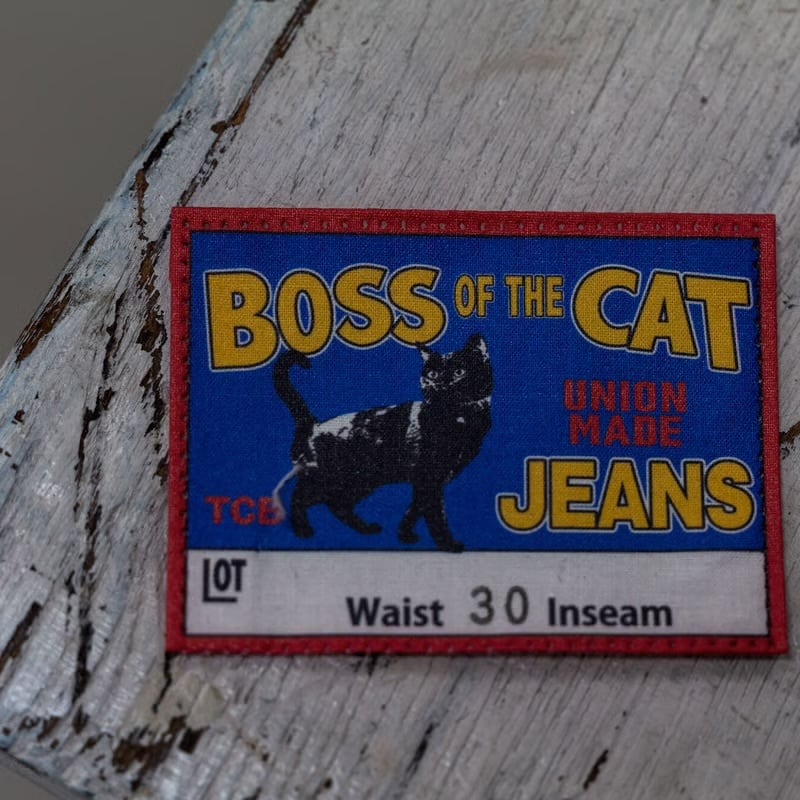 BOSS OF THE CAT
UNION
MADE
TCB
JEANS
LOT
Waist 30 Inseam